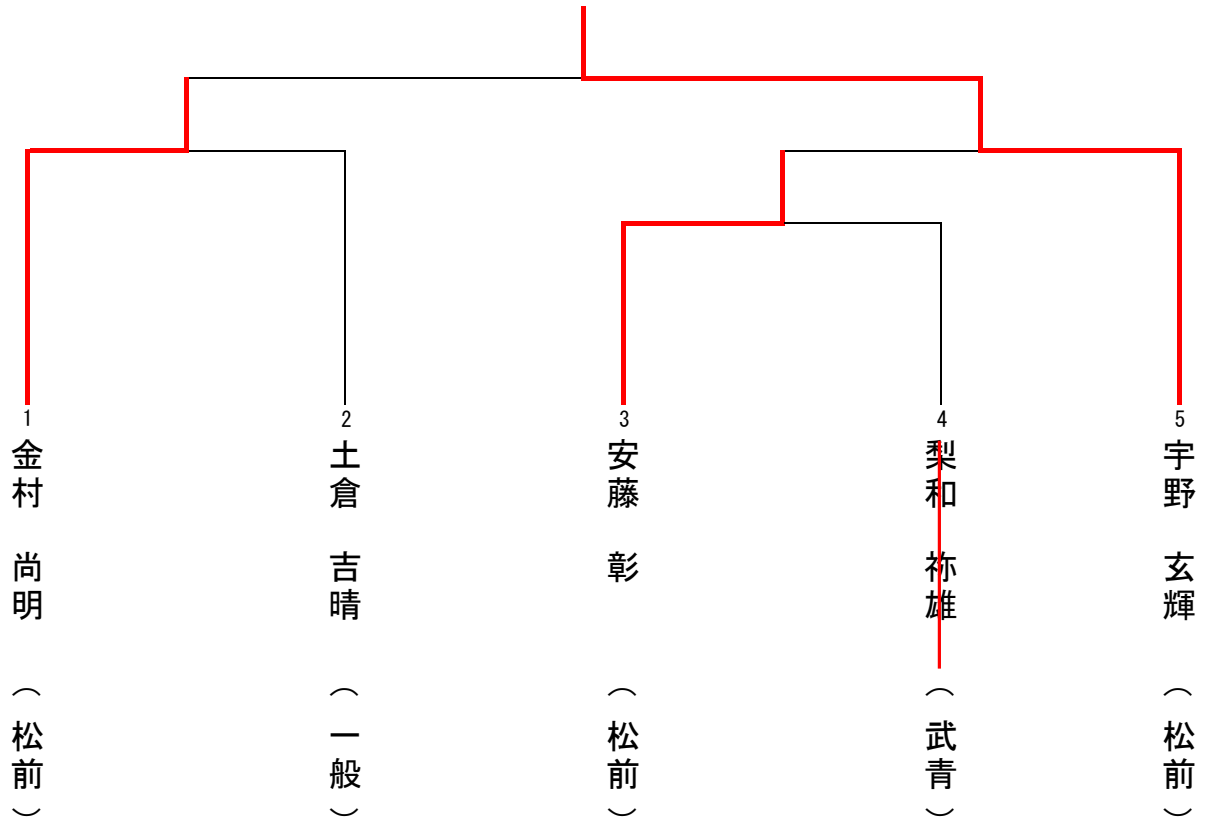 1
金村 尚明 （松前）
2
土倉 吉晴 （一般）
3
安藤 彰 （松前）
4
梨和 祢雄 （武青）
5
宇野 玄輝 （松前）